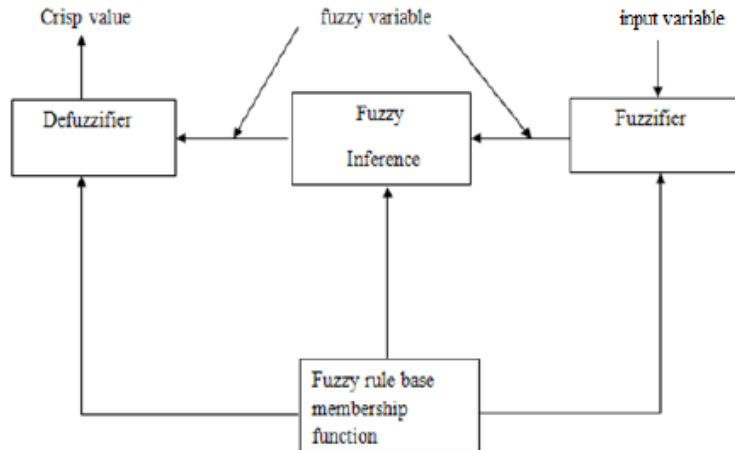 Crisp value
fuzzy variable
input variable
Defuzzifier
Fuzzy
Inference
Fuzzifier
Fuzzy rule base
membership
function